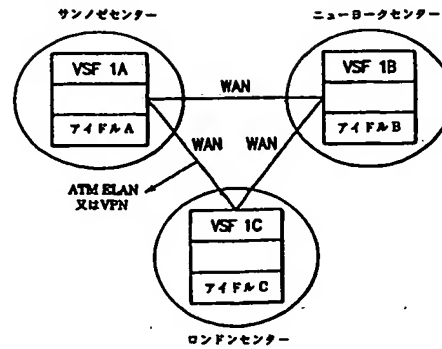 サンノゼセンター
ニューヨークセンター
VSF 1A
アイドルA
VSF 1B
アイドルB
WAN
WAN
WAN
ATM ELAN
又はVPN
VSF 1C
アイドルC
ロンドンセンター